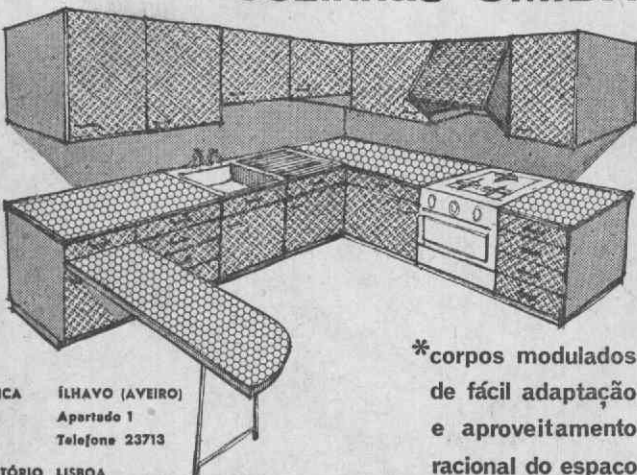 *corpos modulados
de fácil adaptação
e aproveitamento
racional do espaço
ÍLHAVO (AVEIRO)
Apartado 1
Telefone 23713
LISBOA